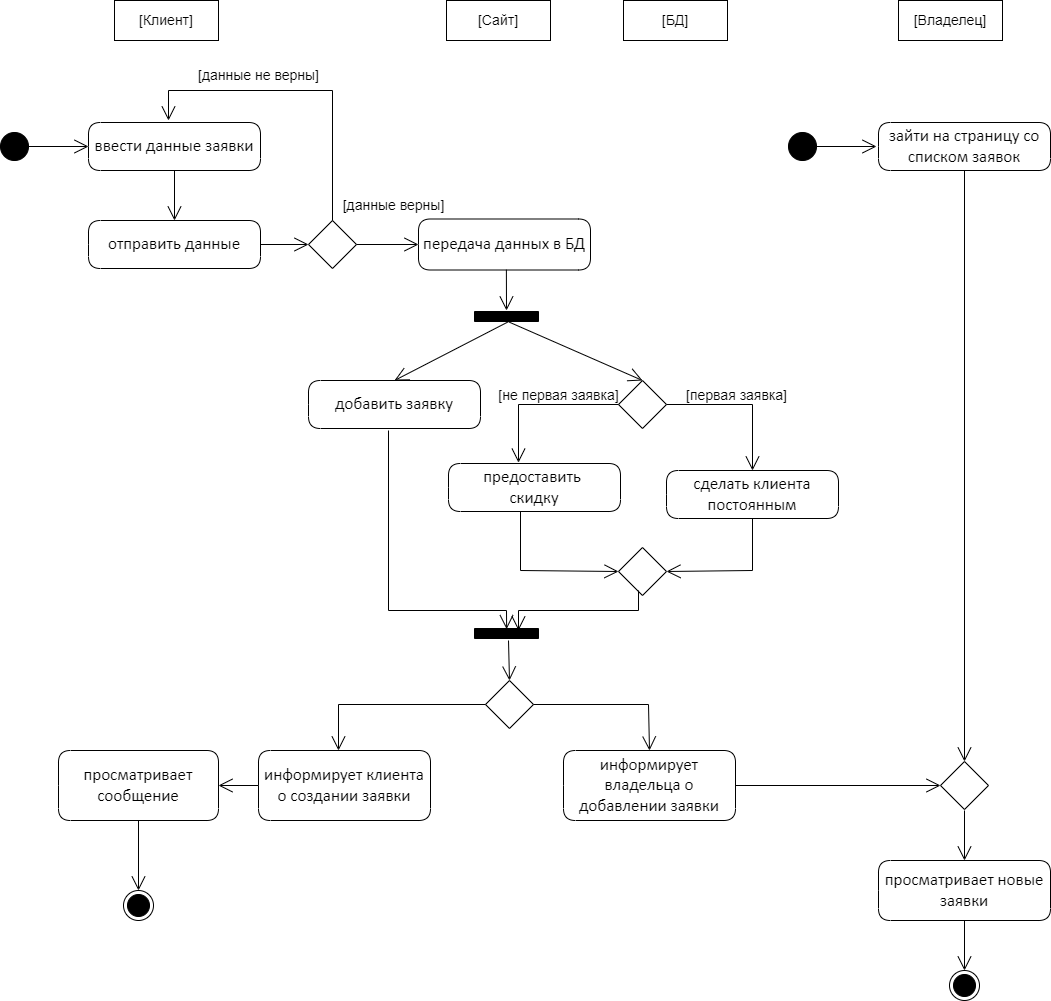 [Клиент]
[Сайт]
[БД]
[Владелец]
[данные не верны]
ввести данные заявки
зайти на страницу со
списком заявок
[данные верны]
отправить данные
передача данных в БД
добавить заявку
[не первая заявка]
[первая заявка]
предоставить
скидку
сделать клиента
постоянным
просматривает
сообщение
информирует клиента
о создании заявки
информирует
владельца о
добавлении заявки
просматривает новые
заявки